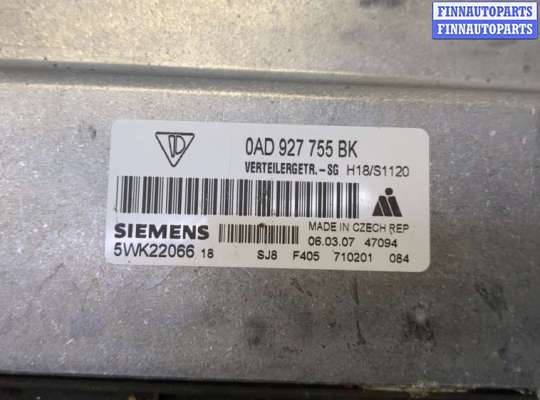 FINNAUTOPARTS
FINNAUTOPARTS
0AD 927 755 BK
VERTEILERGETR.-SG H18/S1120
SIEMENS
MADE IN CZECH REP
06.03.07 47094
5WK22066 18
SJ8 F405 710201 084